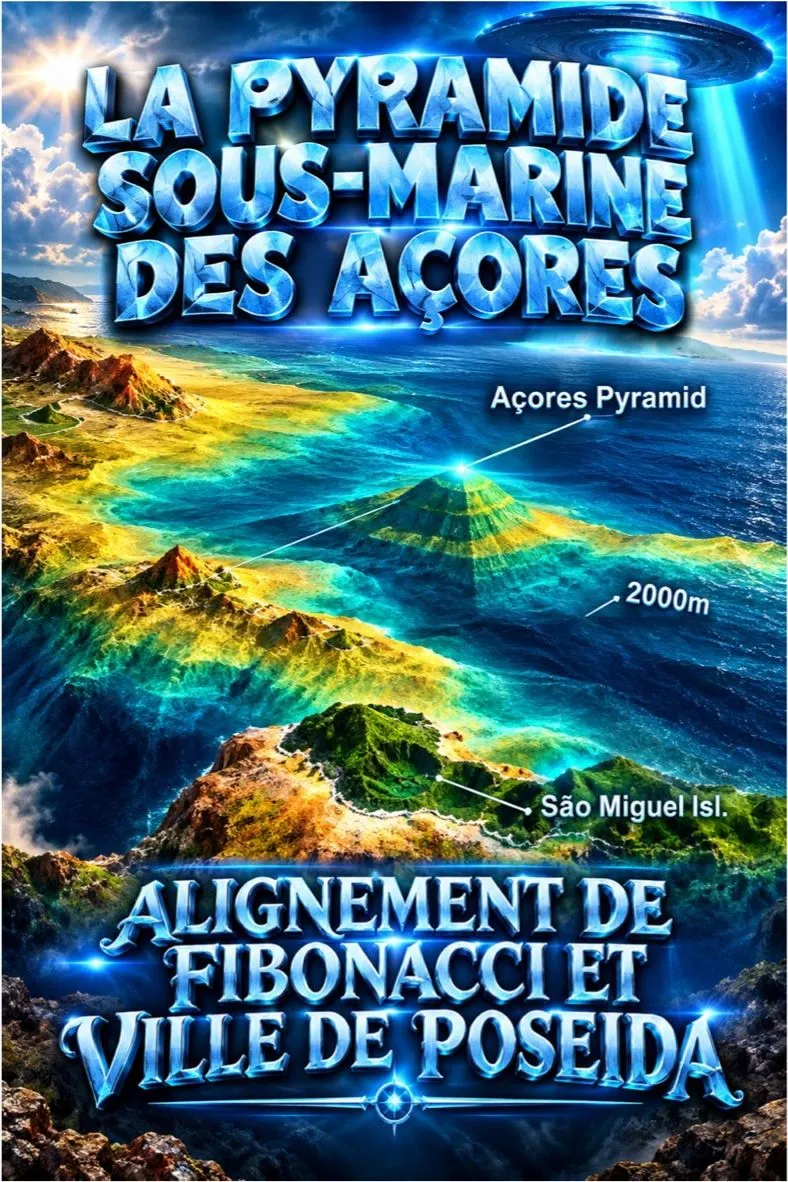 LA PYRAMIDE
SOUS-MARINE
DES AÇORES
Açores Pyramid
2000m
São Miguel Isl.
ALIGNEMENT DE
FIBONACCI ET
VILLE DE POSEIDA